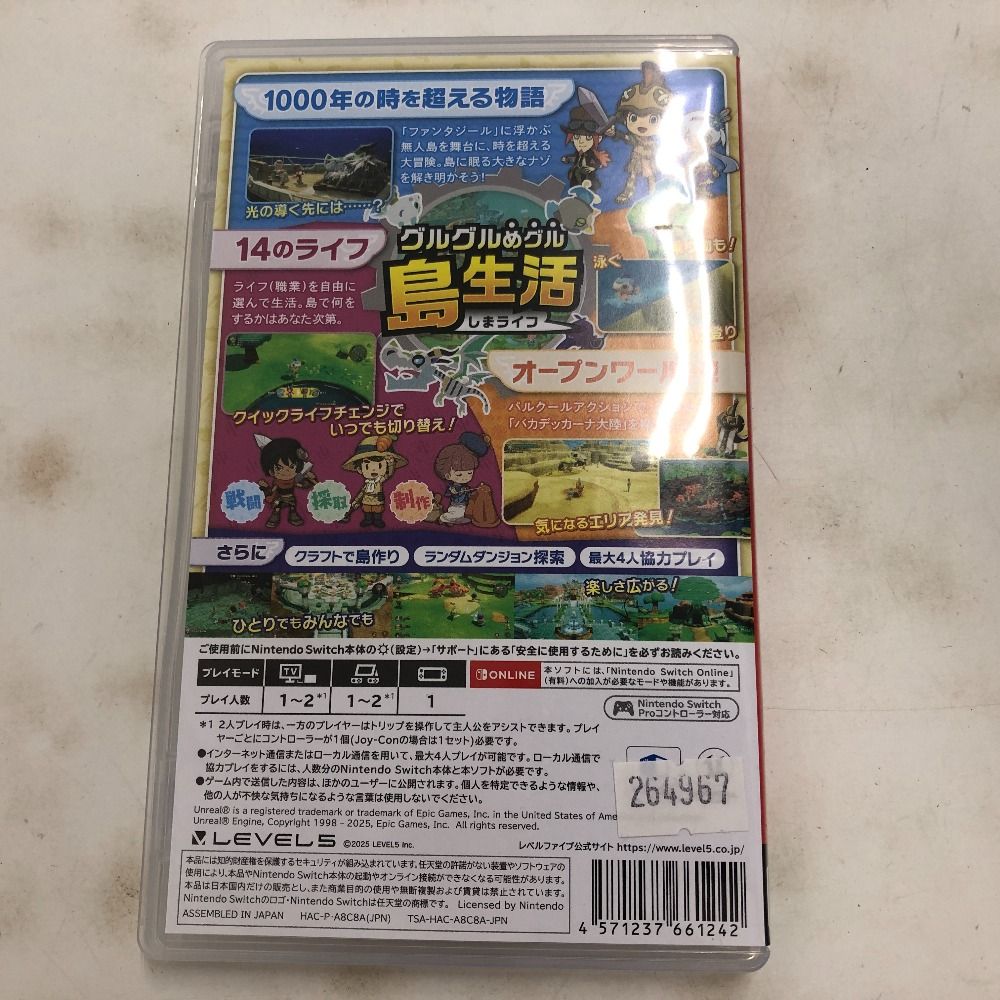 1000年の時を超える物語
「ファンタジール」に浮かぶ
無人島を舞台に、時を超える
大冒険。島に眠る大きなナゾ
を解き明かそう!
光の導く先には……?
14のライフ
ライフ(職業)を自由に
選んで生活。島で何を
するかはあなた次第。
グルグルめグル
島生活
しまライフ
も!
泳ぐ
登り
オープンワール
パルクールアクションで
「バカデッカーナ大陸」を
クイックライフチェンジで
いつでも切り替え!
戦闘
採取
制作
気になるエリア発見!
さらに
クラフトで島作り
ランダムダンジョン探索
最大4人協力プレイ
ひとりでもみんなでも
楽しさ広がる!
ご使用前にNintendo Switch本体の(設定)→「サポート」にある「安全に使用するために」を必ずお読みください。
プレイモード
TV
ONLINE
本ソフトには、「Nintendo Switch Online」
(有料)への加入が必要なモードや機能があります。
プレイ人数
1〜2*1
1〜2*1
1
Nintendo Switch
Proコントローラー対応
*1 2人プレイ時は、一方のプレイヤーはトリップを操作して主人公をアシストできます。プレイ
ヤーごとにコントローラーが1個(Joy-Conの場合は1セット)必要です。
●インターネット通信またはローカル通信を用いて、最大4人プレイが可能です。ローカル通信で
協力プレイをするには、人数分のNintendo Switch本体と本ソフトが必要です。
●ゲーム内で送信した内容は、ほかのユーザーに公開されます。個人を特定できるような情報や、
他の人が不快な気持ちになるような言葉は使用しないでください。
264967
Unreal® is a registered trademark or trademark of Epic Games, Inc. in the United States of Ame
Unreal® Engine, Copyright 1998 – 2025, Epic Games, Inc. All rights reserved.
LEVEL5
©2025 LEVEL5 Inc.
レベルファイブ公式サイト https://www.level5.co.jp/
本品には知的財産権を保護するセキュリティが組み込まれています。任天堂の許諾がない装置やソフトウェアの
使用により、本品やNintendo Switch本体の起動やオンライン接続ができなくなる可能性があります。
本品は日本国内だけの販売とし、また商業目的の使用や無断複製および賃貸は禁止されています。
Nintendo Switchのロゴ・Nintendo Switchは任天堂の商標です。 Licensed by Nintendo
ASSEMBLED IN JAPAN HAC-P-A8C8A(JPN) TSA-HAC-A8C8A-JPN
4 571237 661242